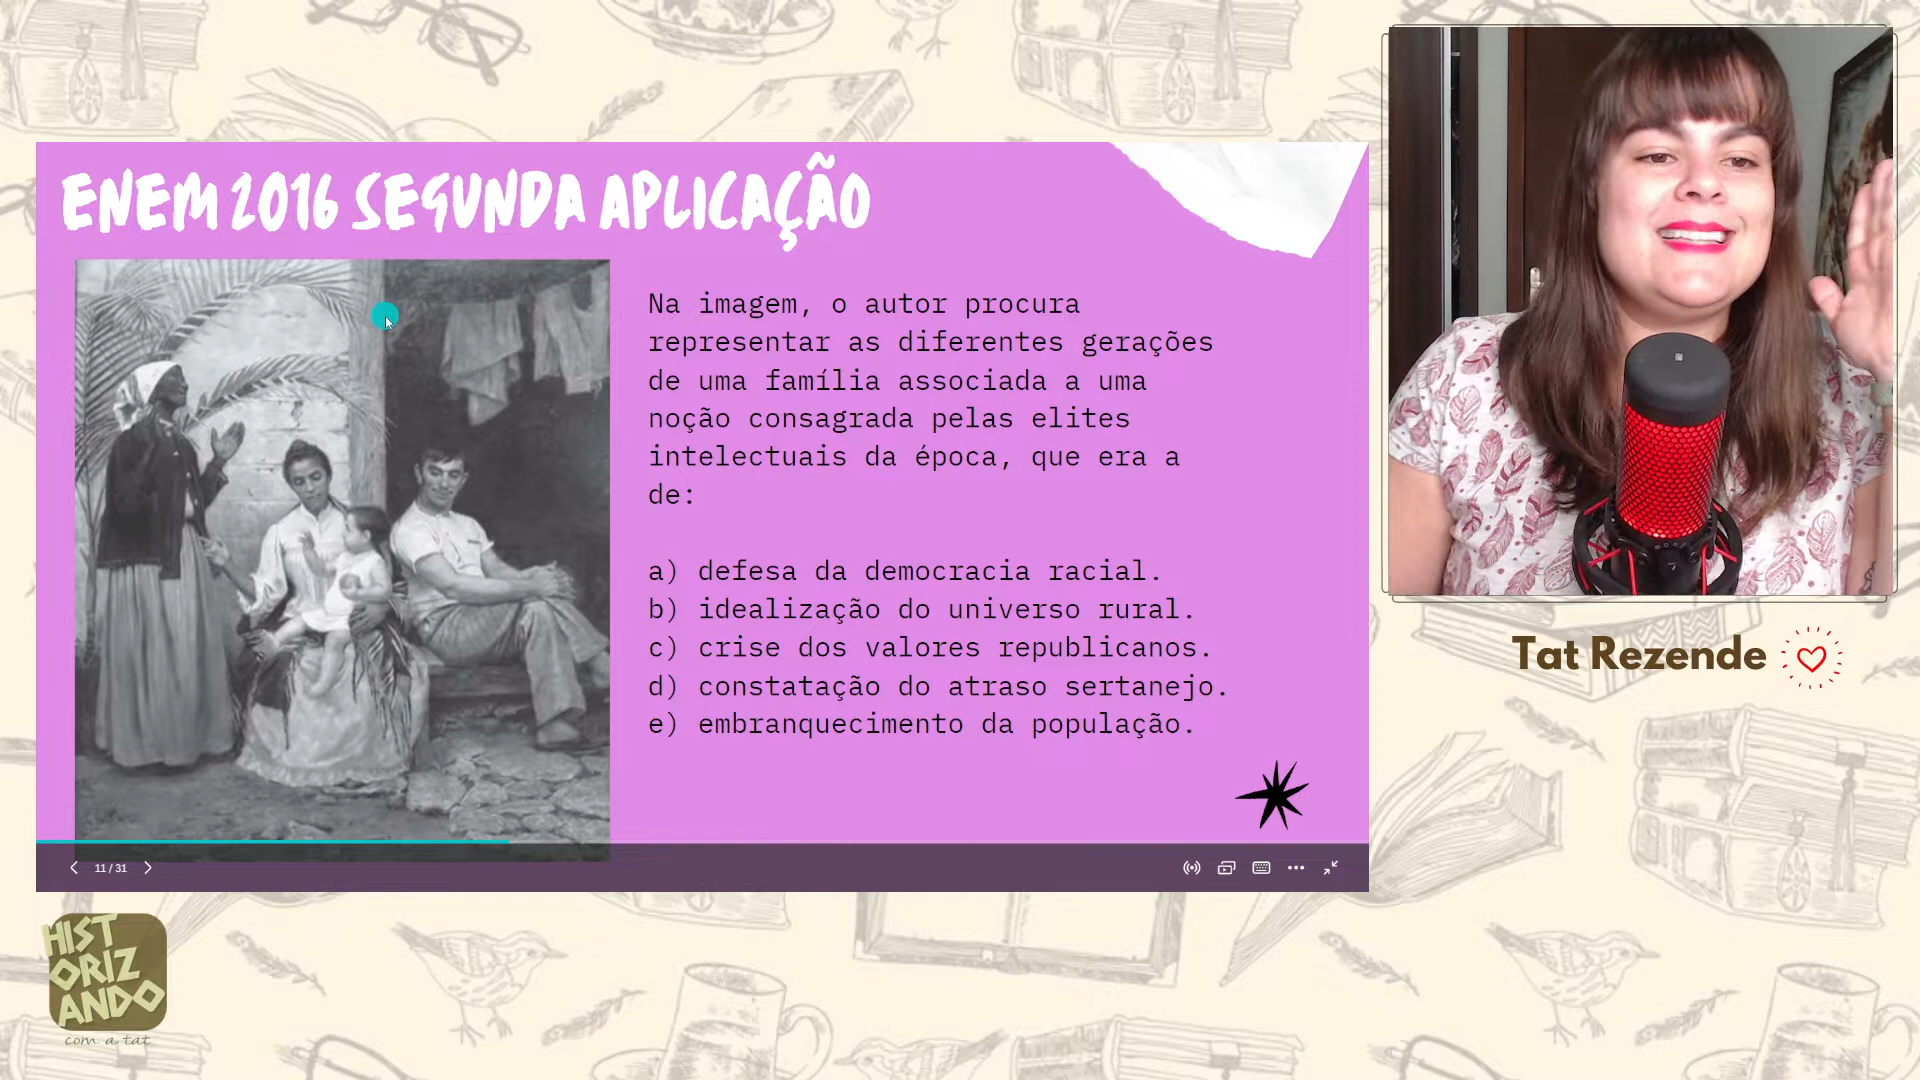 ENEM 2016 SEGUNDA APLICAÇÃO
Na imagem, o autor procura
representar as diferentes gerações
de uma família associada a uma
noção consagrada pelas elites
intelectuais da época, que era a
de:
a) defesa da democracia racial.
b) idealização do universo rural.
c) crise dos valores republicanos.
d) constatação do atraso sertanejo.
e) embranquecimento da população.
11 / 31
Tat Rezende
HIST
ORIZ
ANDO
com a tat